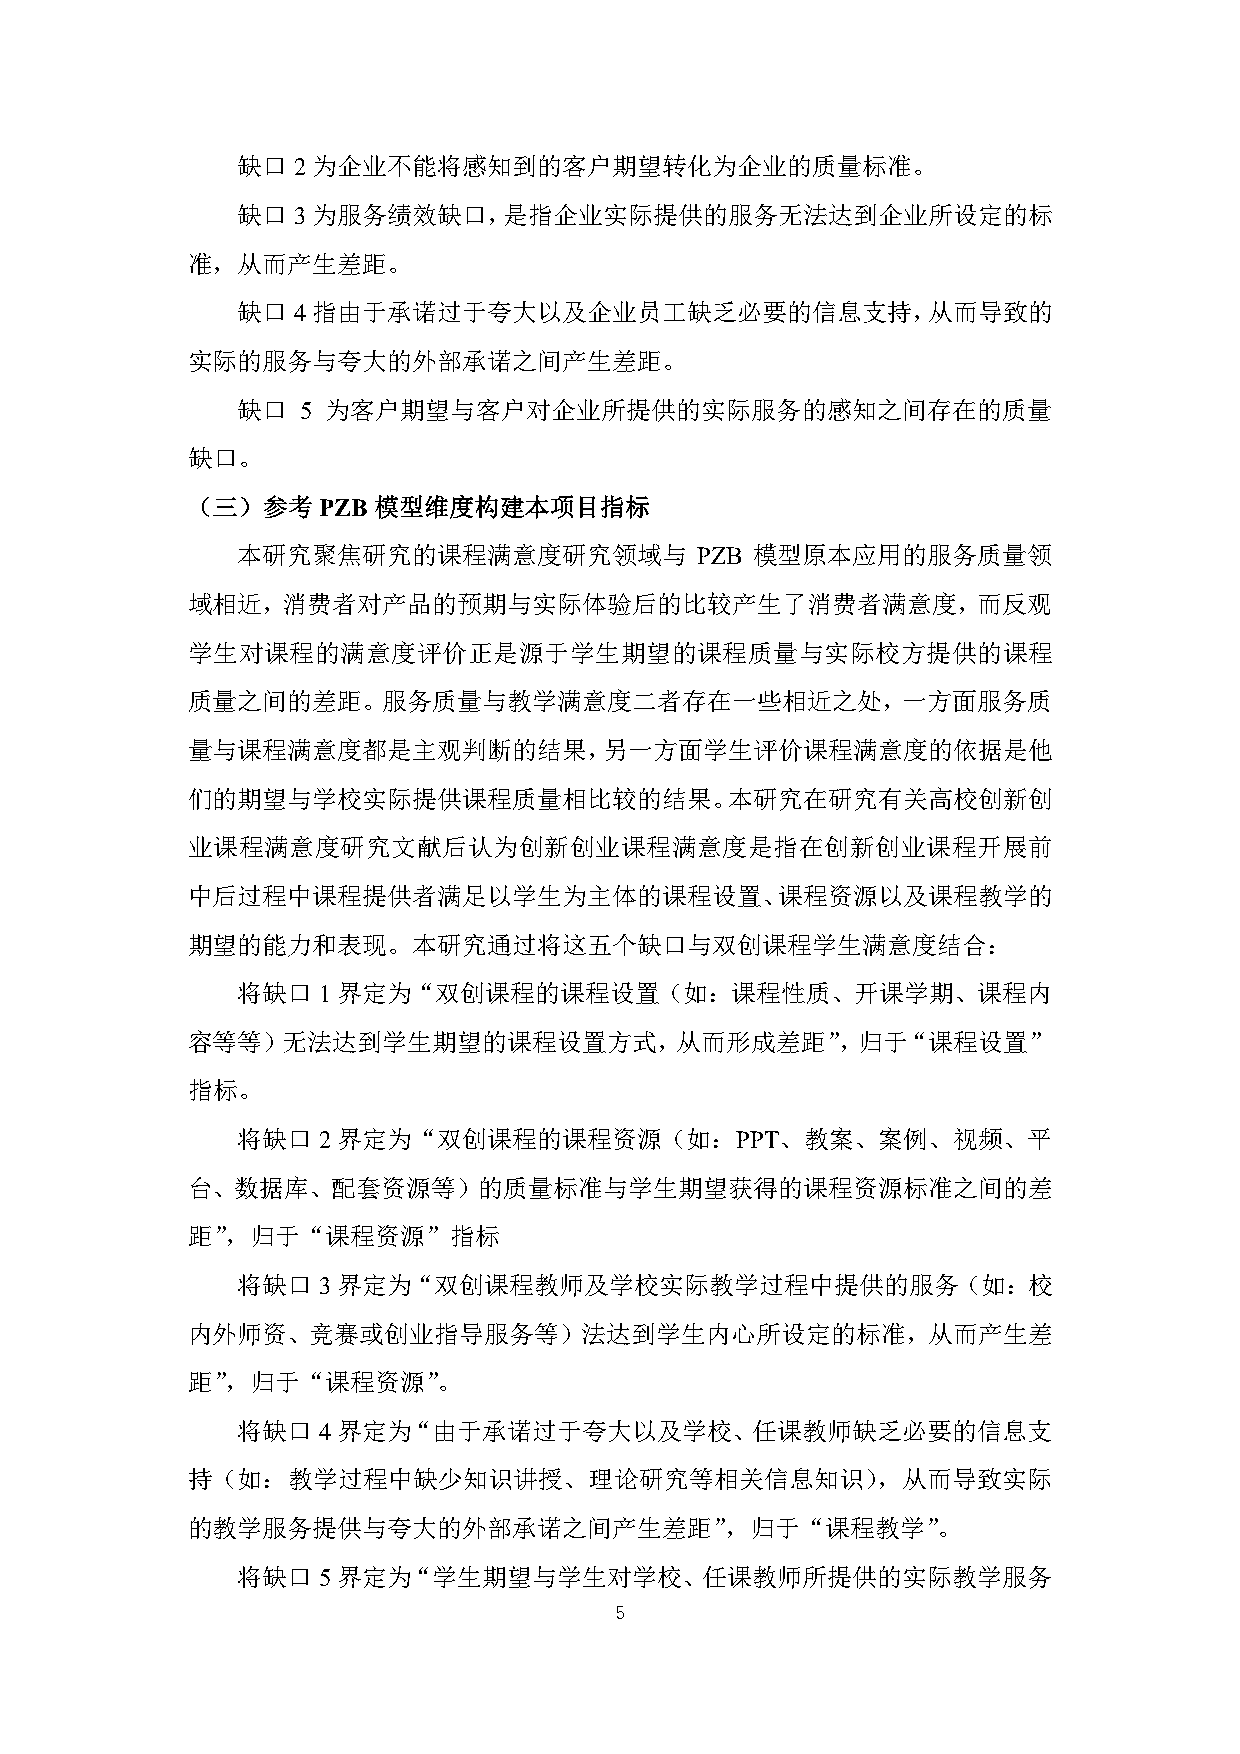 缺口 2 为企业不能将感知到的客户期望转化为企业的质量标准。
缺口 3 为服务绩效缺口，是指企业实际提供的服务无法达到企业所设定的标
准，从而产生差距。
缺口 4 指由于承诺过于夸大以及企业员工缺乏必要的信息支持，从而导致的
实际的服务与夸大的外部承诺之间产生差距。
缺口 5 为客户期望与客户对企业所提供的实际服务的感知之间存在的质量
缺口。
（三）参考 PZB 模型维度构建本项目指标
本研究聚焦研究的课程满意度研究领域与 PZB 模型原本应用的服务质量领
域相近，消费者对产品的预期与实际体验后的比较产生了消费者满意度，而反观
学生对课程的满意度评价正是源于学生期望的课程质量与实际校方提供的课程
质量之间的差距。服务质量与教学满意度二者存在一些相近之处，一方面服务质
量与课程满意度都是主观判断的结果，另一方面学生评价课程满意度的依据是他
们的期望与学校实际提供课程质量相比较的结果。本研究在研究有关高校创新创
业课程满意度研究文献后认为创新创业课程满意度是指在创新创业课程开展前
中后过程中课程提供者满足以学生为主体的课程设置、课程资源以及课程教学的
期望的能力和表现。本研究通过将这五个缺口与双创课程学生满意度结合：
将缺口 1 界定为“双创课程的课程设置（如：课程性质、开课学期、课程内
容等等）无法达到学生期望的课程设置方式，从而形成差距”，归于“课程设置”
指标。
将缺口 2 界定为“双创课程的课程资源（如：PPT、教案、案例、视频、平
台、数据库、配套资源等）的质量标准与学生期望获得的课程资源标准之间的差
距”，归于“课程资源”指标
将缺口 3 界定为“双创课程教师及学校实际教学过程中提供的服务（如：校
内外师资、竞赛或创业指导服务等）法达到学生内心所设定的标准，从而产生差
距”，归于“课程资源”。
将缺口 4 界定为“由于承诺过于夸大以及学校、任课教师缺乏必要的信息支
持（如：教学过程中缺少知识讲授、理论研究等相关信息知识），从而导致实际
的教学服务提供与夸大的外部承诺之间产生差距”，归于“课程教学”。
将缺口 5 界定为“学生期望与学生对学校、任课教师所提供的实际教学服务
5